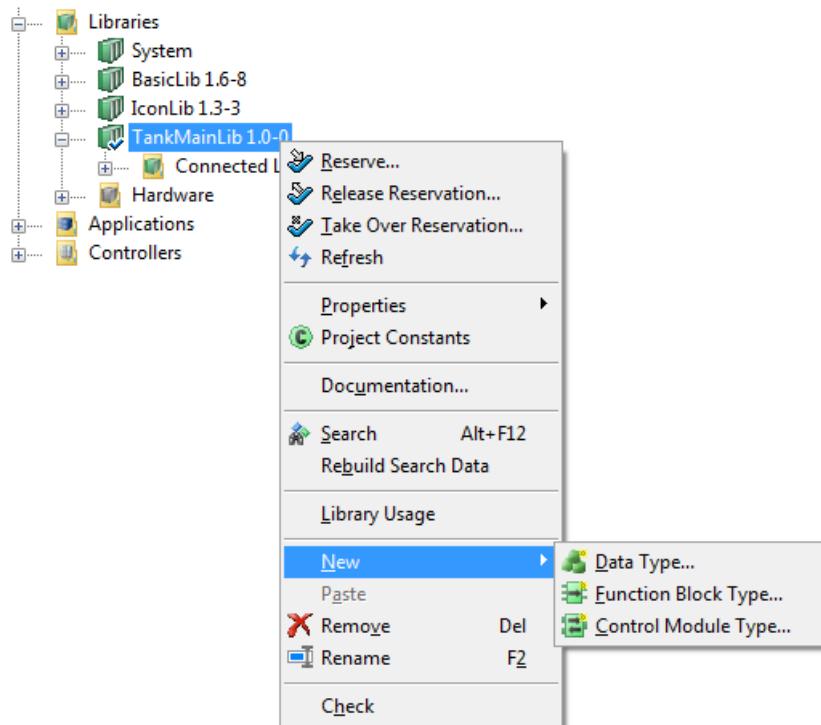 Libraries
System
BasicLib 1.6-8
IconLib 1.3-3
TankMainLib 1.0-0
Connected L
Hardware
Applications
Controllers
Reserve...
Release Reservation...
Take Over Reservation...
Refresh
Properties
C Project Constants
Documentation...
Search Alt+F12
Rebuild Search Data
Library Usage
New
Paste
Remove Del
Rename F2
Check
Data Type...
Function Block Type...
Control Module Type...